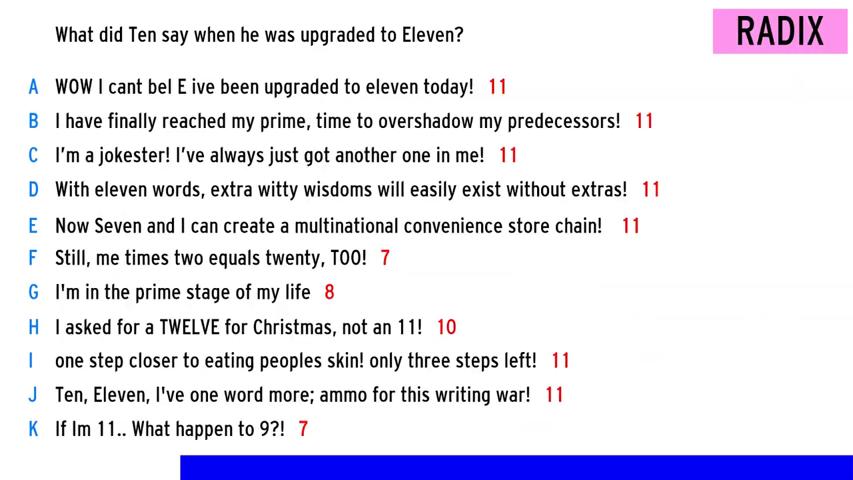 What did Ten say when he was upgraded to Eleven?
RADIX
A WOW I cant bel E ive been upgraded to eleven today! 11
B I have finally reached my prime, time to overshadow my predecessors! 11
C I'm a jokester! I've always just got another one in me! 11
D With eleven words, extra witty wisdoms will easily exist without extras! 11
E Now Seven and I can create a multinational convenience store chain! 11
F Still, me times two equals twenty, TOO! 7
G I'm in the prime stage of my life 8
H I asked for a TWELVE for Christmas, not an 11! 10
I one step closer to eating peoples skin! only three steps left! 11
J Ten, Eleven, I've one word more; ammo for this writing war! 11
K If Im 11.. What happen to 9?! 7